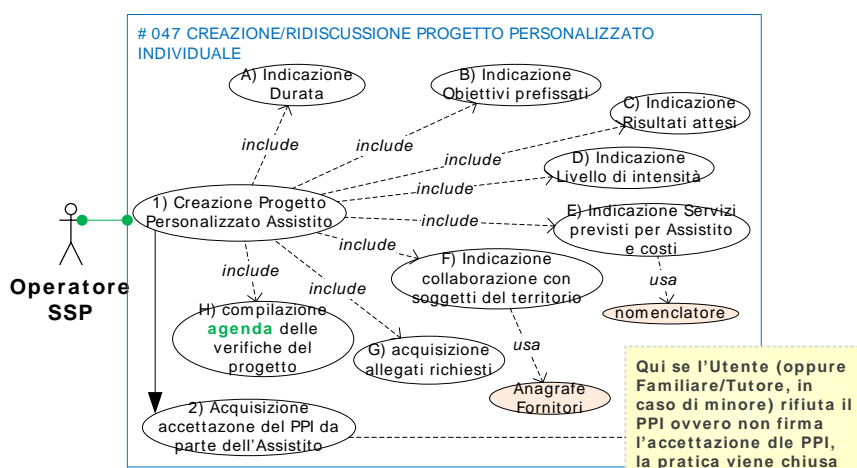 # 047 CREAZIONE/RIDISCUSSIONE PROGETTO PERSONALIZZATO
INDIVIDUALE
A) Indicazione
Durata
B) Indicazione
Obiettivi prefissati
C) Indicazione
Risultati attesi
include
include
include
D) Indicazione
Livello di intensità
include
1) Creazione Progetto
Personalizzato Assistito
include
E) Indicazione Servizi
previsti per Assistito
e costi
Operatore
SSP
include
include
include
F) Indicazione
collaborazione con
soggetti del territorio
usa
nomenclatore
H) compilazione
agenda delle
verifiche del
progetto
G) acquisizione
allegati richiesti
usa
Anagrafe
Fornitori
2) Acquisizione
accettazone del PPI da
parte dell'Assistito
Qui se l'Utente (oppure
Familiare/Tutore, in
caso di minore) rifiuta il
PPI ovvero non firma
l'accettazione dle PPI,
la pratica viene chiusa